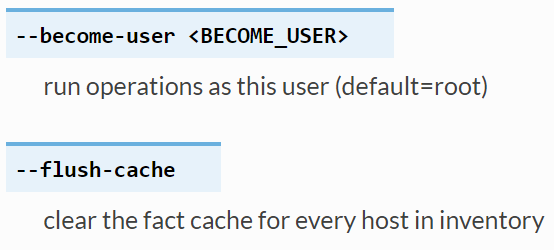 --become-user <BECOME_USER>
run operations as this user (default=root)
--flush-cache
clear the fact cache for every host in inventory